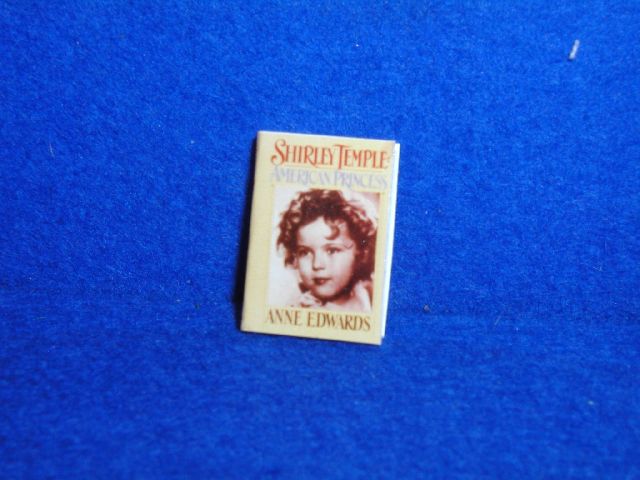 SHIRLEY TEMPLE:
AMERICAN PRINCESS
ANNE EDWARDS